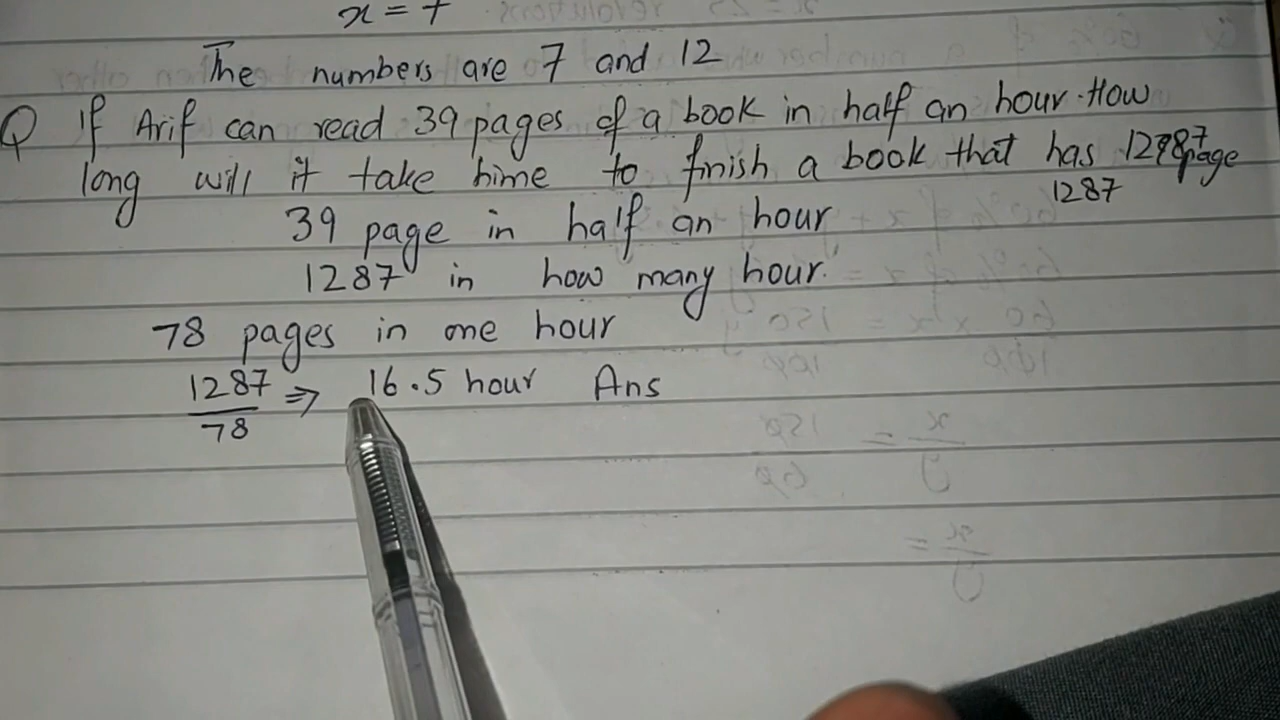 x = 7
The numbers are 7 and 12
Q If Arif can read 39 pages of a book in half an hour. How
long will it take hime to finish a book that has 1287 page
1287
39 page in half an hour
1287 in how many hour.
78 pages in one hour
1287/78 ⇒ 16.5 hour Ans